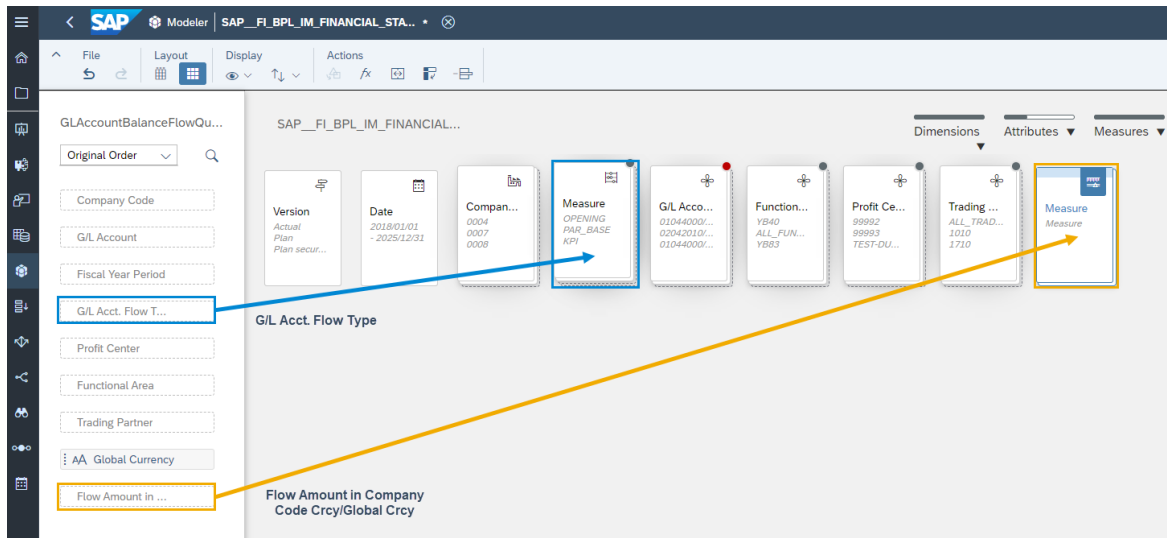 SAP Modeler SAP__FI_BPL_IM_FINANCIAL_STA... *
File Layout Display Actions
fx
GLAccountBalanceFlowQu...
SAP__FI_BPL_IM_FINANCIAL...
Dimensions Attributes Measures
Original Order
Company Code
G/L Account
Fiscal Year Period
G/L Acct. Flow T...
Profit Center
Functional Area
Trading Partner
AA Global Currency
Flow Amount in ...
Version
Actual
Plan
Plan secur...
Date
2018/01/01
- 2025/12/31
Compan...
0004
0007
0008
Measure
OPENING
PAR_BASE
KPI
G/L Acco...
01044000/...
02042010/...
01044000/...
Function...
YB40
ALL_FUN...
YB83
Profit Ce...
99992
99993
TEST-DU...
Trading ...
ALL_TRAD...
1010
1710
Measure
Measure
G/L Acct. Flow Type
Flow Amount in Company
Code Crcy/Global Crcy